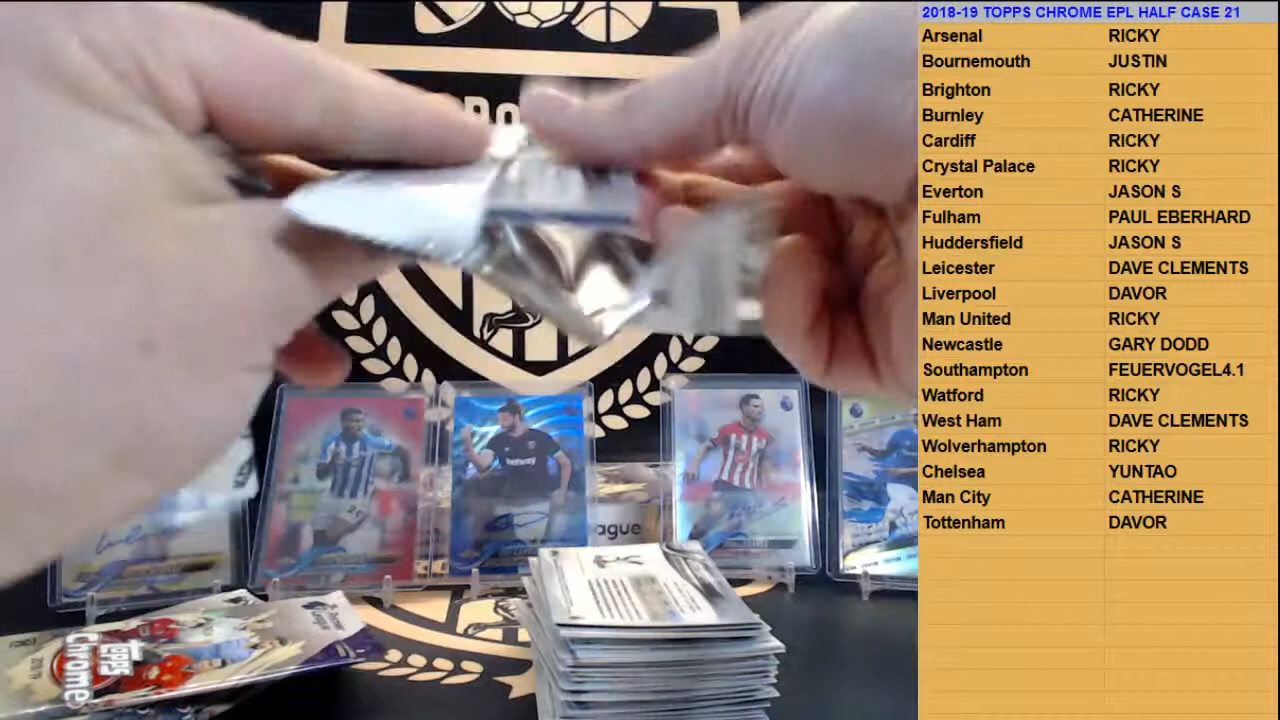 2018-19 TOPPS CHROME EPL HALF CASE 21
Arsenal RICKY
Bournemouth JUSTIN
Brighton RICKY
Burnley CATHERINE
Cardiff RICKY
Crystal Palace RICKY
Everton JASON S
Fulham PAUL EBERHARD
Huddersfield JASON S
Leicester DAVE CLEMENTS
Liverpool DAVOR
Man United RICKY
Newcastle GARY DODD
Southampton FEUERVOGEL4.1
Watford RICKY
West Ham DAVE CLEMENTS
Wolverhampton RICKY
Chelsea YUNTAO
Man City CATHERINE
Tottenham DAVOR
betway
ague
Topps
Chrome